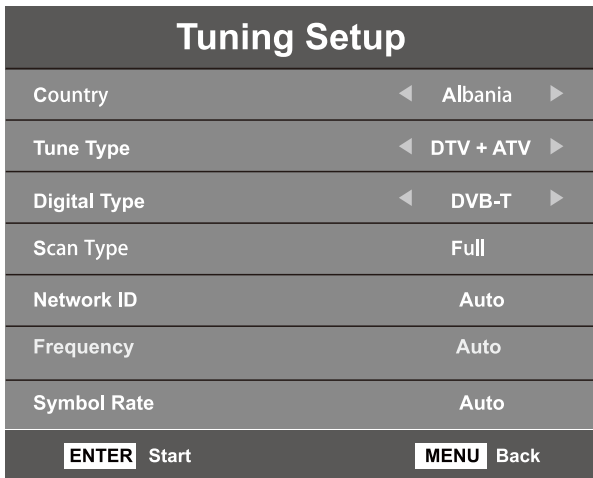 Tuning Setup
Country Albania
Tune Type DTV + ATV
Digital Type DVB-T
Scan Type Full
Network ID Auto
Frequency Auto
Symbol Rate Auto
ENTER Start MENU Back